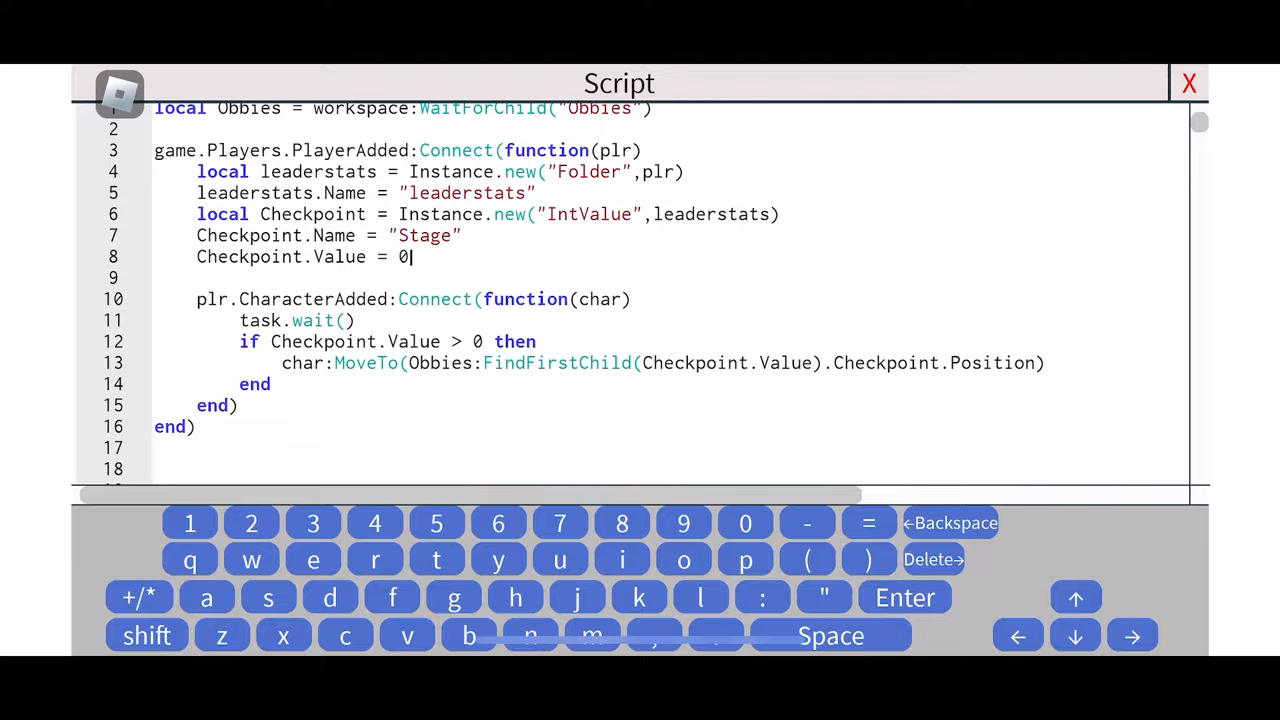 Script
X
1 local Obbies = workspace:WaitForChild("Obbies")
2
3 game.Players.PlayerAdded:Connect(function(plr)
4 local leaderstats = Instance.new("Folder",plr)
5 leaderstats.Name = "leaderstats"
6 local Checkpoint = Instance.new("IntValue",leaderstats)
7 Checkpoint.Name = "Stage"
8 Checkpoint.Value = 0
9
10 plr.CharacterAdded:Connect(function(char)
11 task.wait()
12 if Checkpoint.Value > 0 then
13 char:MoveTo(Obbies:FindFirstChild(Checkpoint.Value).Checkpoint.Position)
14 end
15 end)
16 end)
17
18
1 2 3 4 5 6 7 8 9 0 - = ←Backspace
q w e r t y u i o p ( ) Delete→
+/* a s d f g h j k l : " Enter ↑
shift z x c v b n m , . Space ← ↓ →